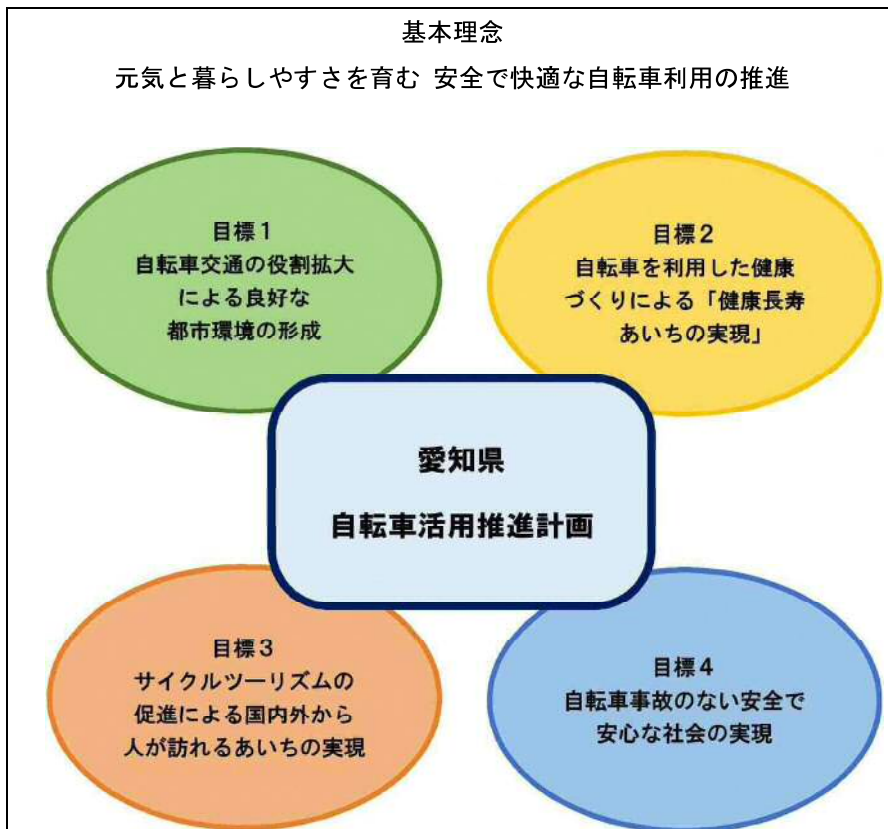 基本理念
元気と暮らしやすさを育む 安全で快適な自転車利用の推進
目標1
自転車交通の役割拡大
による良好な
都市環境の形成
目標2
自転車を利用した健康
づくりによる「健康長寿
あいちの実現」
愛知県
自転車活用推進計画
目標3
サイクルツーリズムの
促進による国内外から
人が訪れるあいちの実現
目標4
自転車事故のない安全で
安心な社会の実現